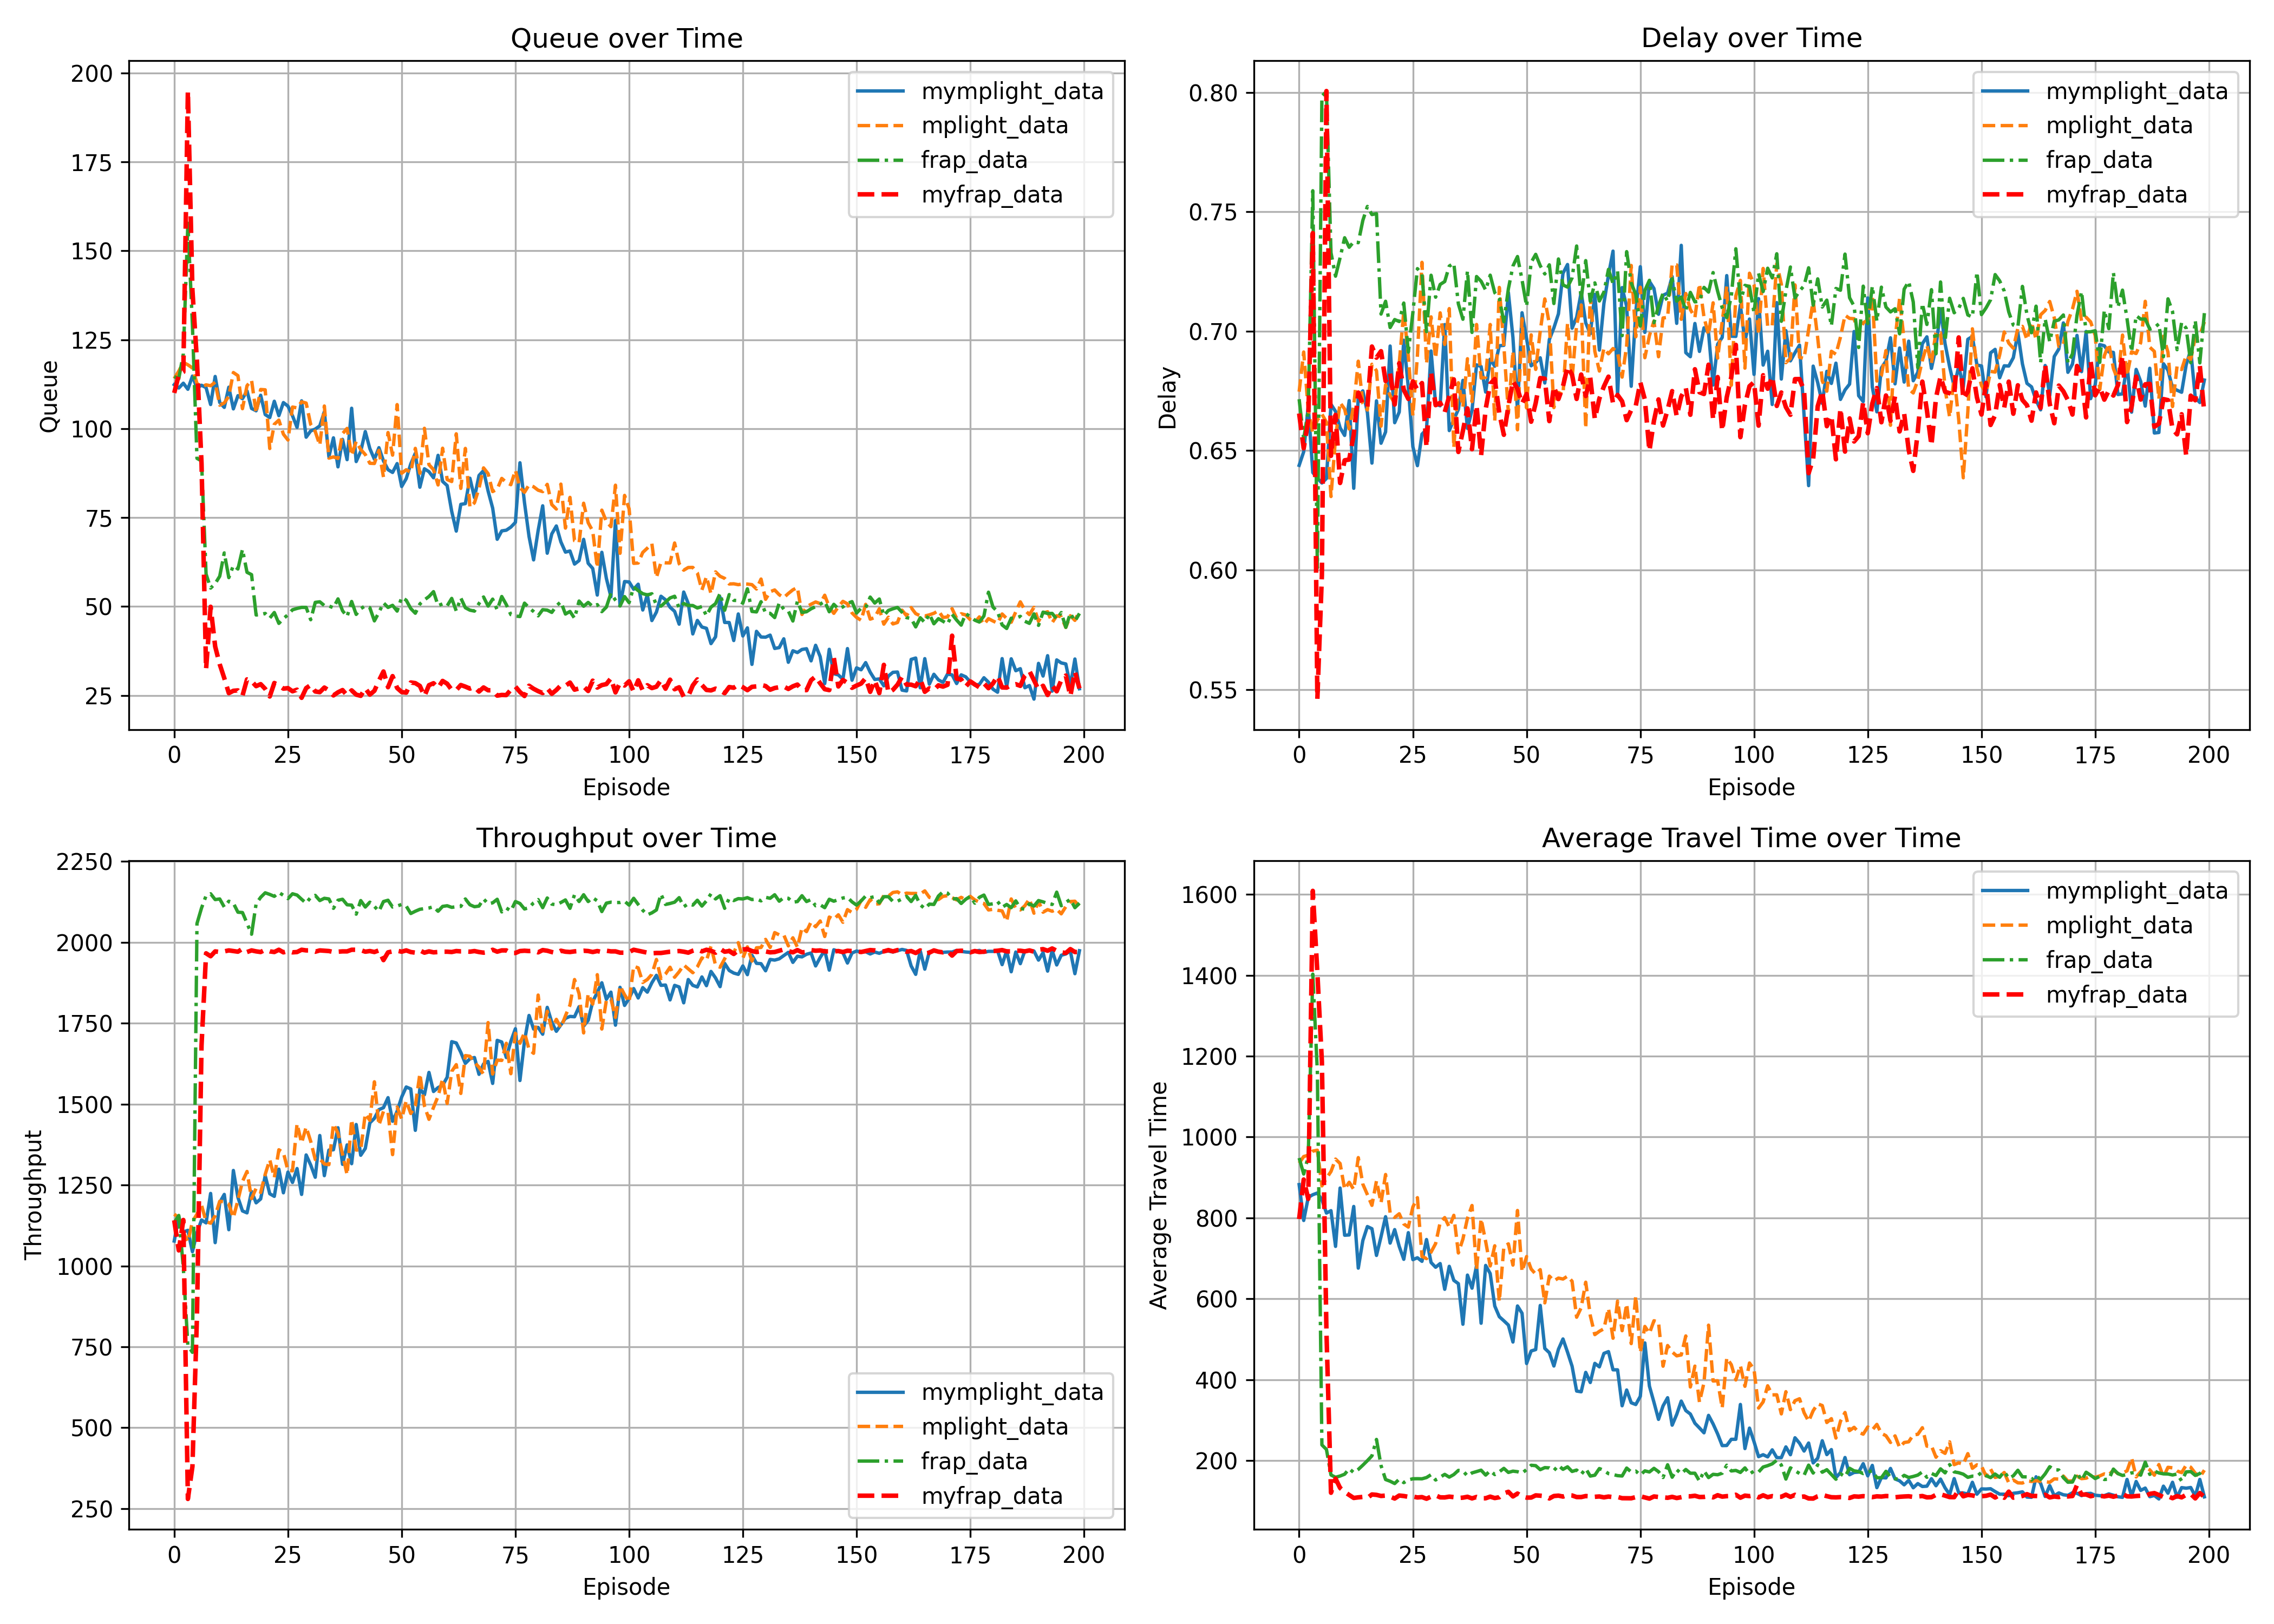 Queue over Time
200
175
150
125
100
75
50
25
Queue
0 25 50 75 100 125 150 175 200
Episode
mymplight_data
mplight_data
frap_data
myfrap_data
Delay over Time
0.80
0.75
0.70
0.65
0.60
0.55
Delay
0 25 50 75 100 125 150 175 200
Episode
mymplight_data
mplight_data
frap_data
myfrap_data
Throughput over Time
2250
2000
1750
1500
1250
1000
750
500
250
Throughput
0 25 50 75 100 125 150 175 200
Episode
mymplight_data
mplight_data
frap_data
myfrap_data
Average Travel Time over Time
1600
1400
1200
1000
800
600
400
200
Average Travel Time
0 25 50 75 100 125 150 175 200
Episode
mymplight_data
mplight_data
frap_data
myfrap_data